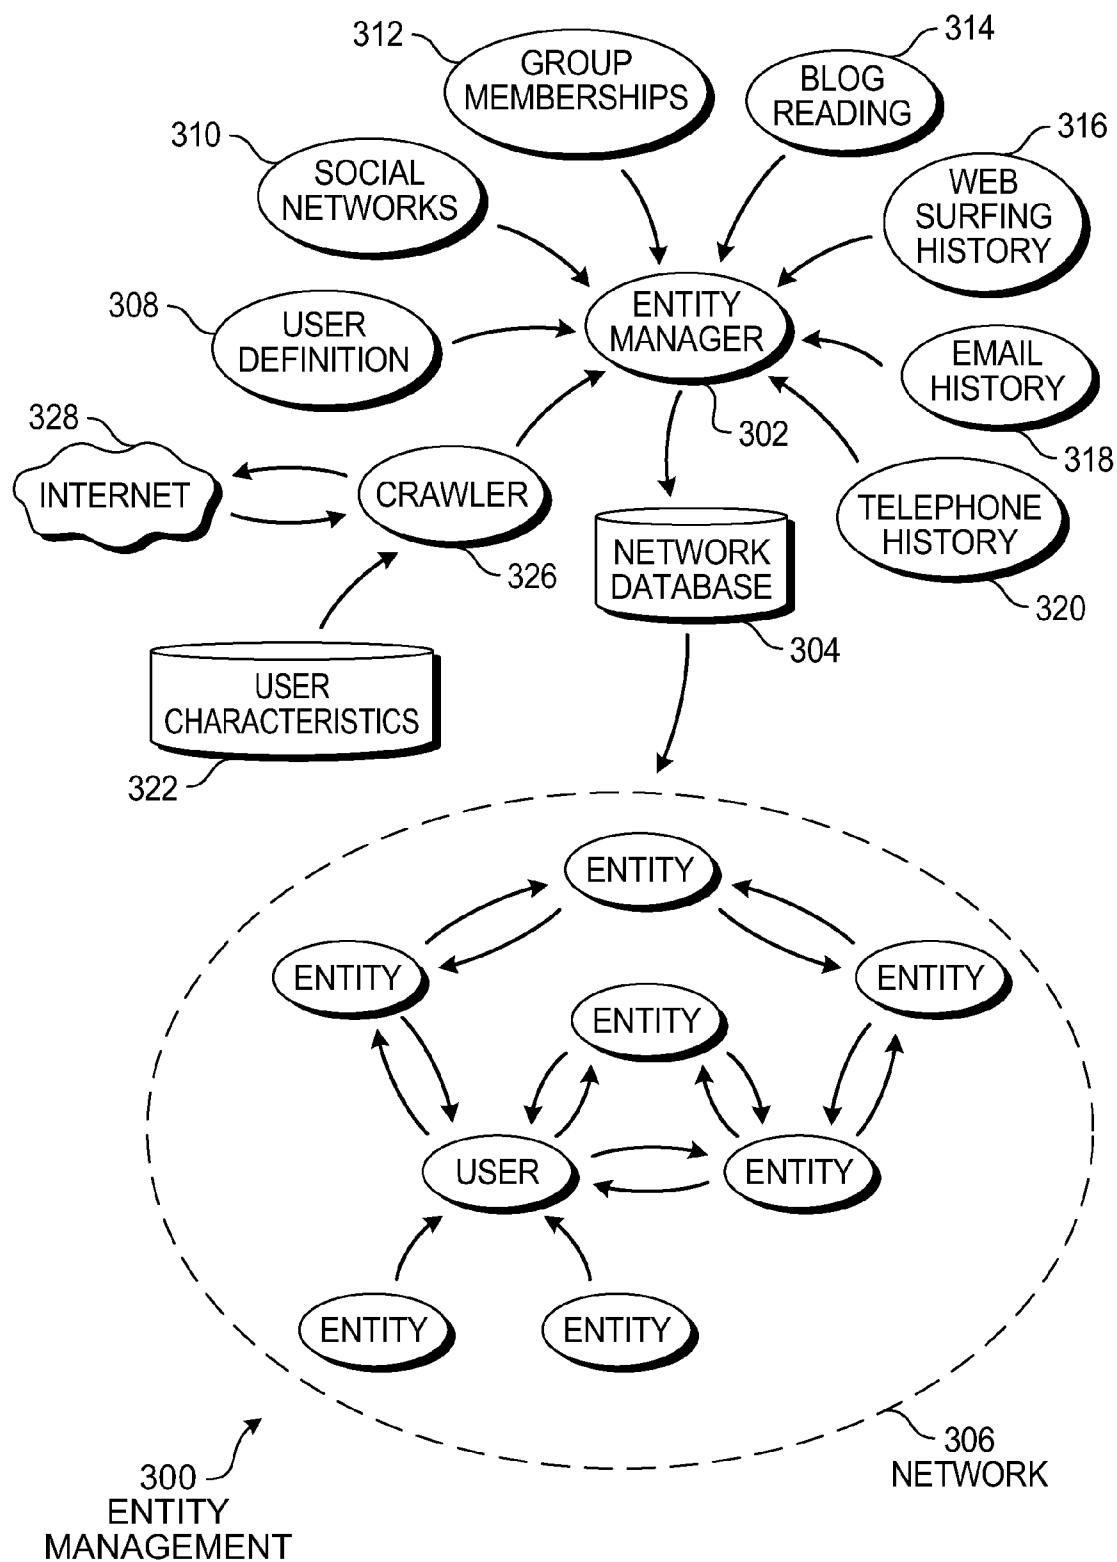 312
GROUP
MEMBERSHIPS
314
BLOG
READING
310
SOCIAL
NETWORKS
316
WEB
SURFING
HISTORY
308
USER
DEFINITION
ENTITY
MANAGER
302
EMAIL
HISTORY
318
328
INTERNET
CRAWLER
326
TELEPHONE
HISTORY
320
NETWORK
DATABASE
304
USER
CHARACTERISTICS
322
ENTITY
ENTITY
ENTITY
ENTITY
USER
ENTITY
ENTITY
ENTITY
306
NETWORK
300
ENTITY
MANAGEMENT